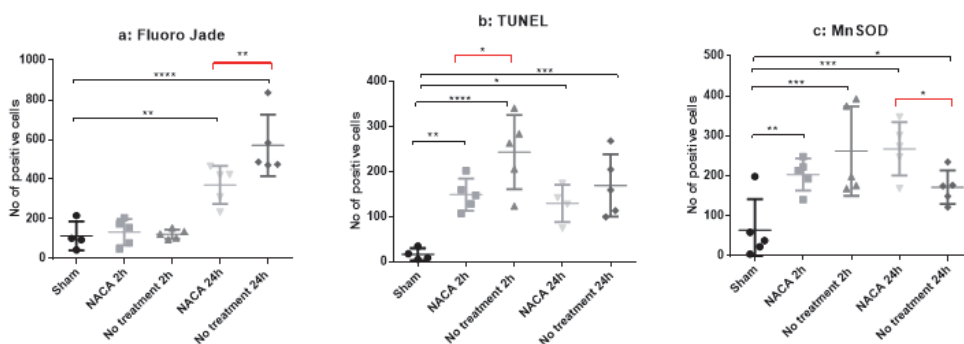 a: Fluoro Jade
No of positive cells
1000
800
600
400
200
0
**
****
**
Sham
NACA 2h
No treatment 2h
NACA 24h
No treatment 24h
b: TUNEL
No of positive cells
400
300
200
100
0
*
***
*
****
**
Sham
NACA 2h
No treatment 2h
NACA 24h
No treatment 24h
c: MnSOD
No of positive cells
500
400
300
200
100
0
*
***
***
*
**
Sham
NACA 2h
No treatment 2h
NACA 24h
No treatment 24h